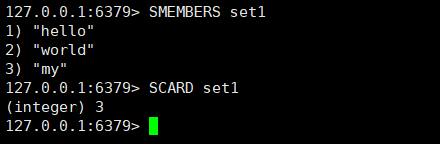 127.0.0.1:6379> SMEMBERS set1
1) "hello"
2) "world"
3) "my"
127.0.0.1:6379> SCARD set1
(integer) 3
127.0.0.1:6379>